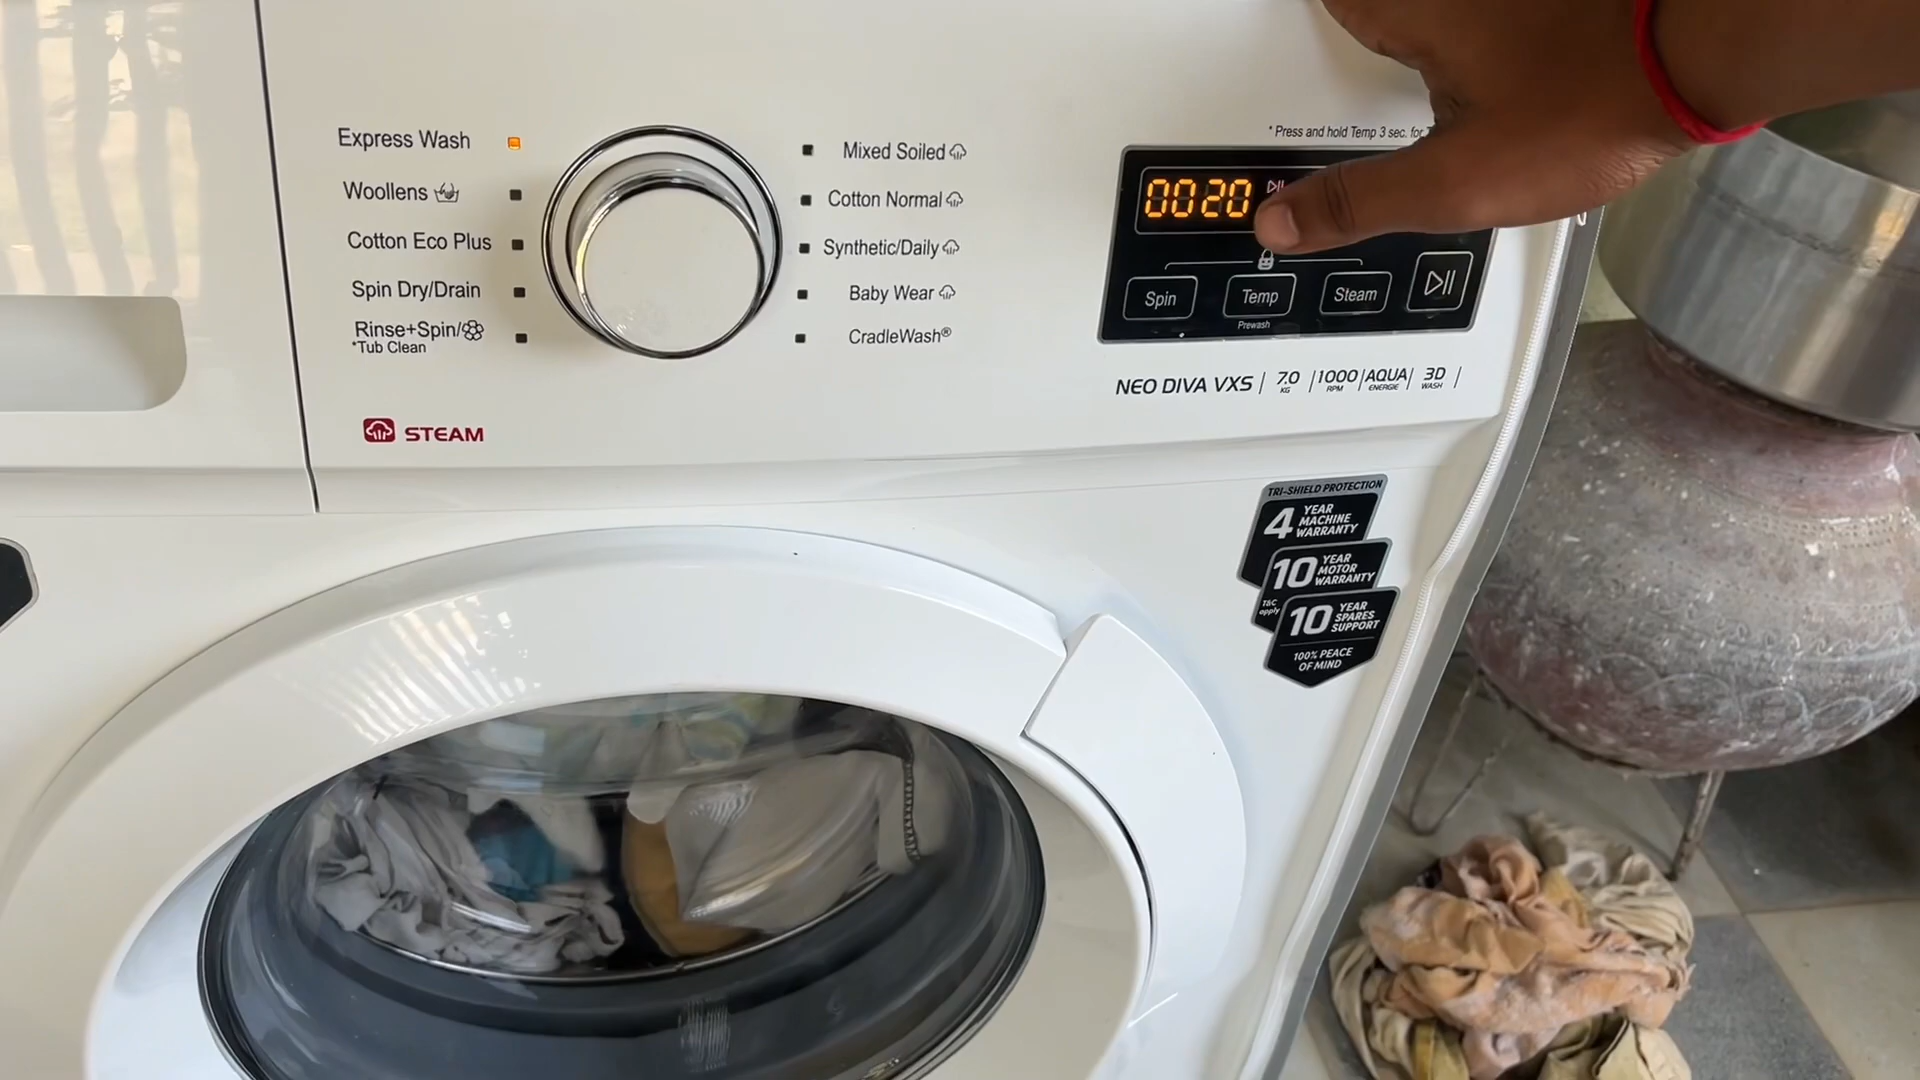 Express Wash
Woollens
Cotton Eco Plus
Spin Dry/Drain
Rinse+Spin/
*Tub Clean
STEAM
Mixed Soiled
Cotton Normal
Synthetic/Daily
Baby Wear
CradleWash®
* Press and hold Temp 3 sec. for
0020
Spin
Temp
Steam
Prewash
NEO DIVA VXS | 7.0 KG | 1000 RPM | AQUA ENERGIE | 3D WASH |
TRI-SHIELD PROTECTION
4 YEAR MACHINE WARRANTY
10 YEAR MOTOR WARRANTY
T&C apply
10 YEAR SPARES SUPPORT
100% PEACE
OF MIND